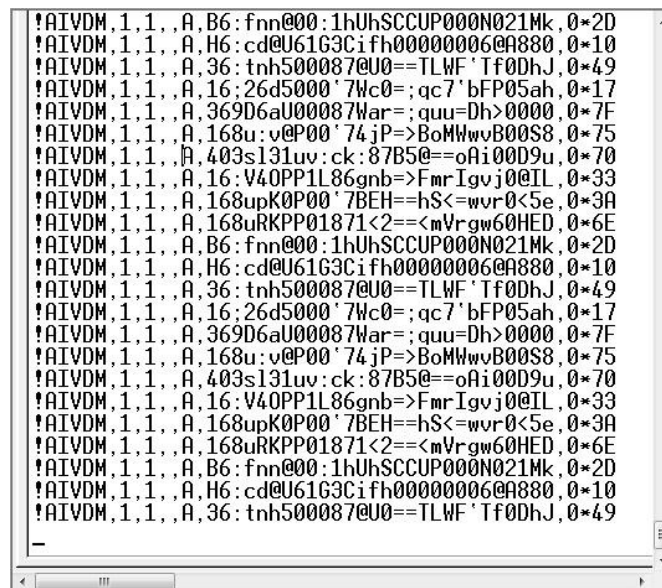 !AIVDM,1,1,,A,B6:fnn@00:1hUhSCCUP000N021Mk,0*2D
!AIVDM,1,1,,A,H6:cd@U61G3Cifh00000006@A880,0*10
!AIVDM,1,1,,A,36:tnh500087@U0==TLWF`Tf0DhJ,0*49
!AIVDM,1,1,,A,16;26d5000`7Wc0=;qc7`bFP05ah,0*17
!AIVDM,1,1,,A,369D6aU00087War=;quu=Dh>0000,0*7F
!AIVDM,1,1,,A,168u:v@P00`74jP=>BoMWwvB00S8,0*75
!AIVDM,1,1,,A,403sl31uv:ck:87B5@==oAi00D9u,0*70
!AIVDM,1,1,,A,16:V4OPP1L86gnb=>FmrIgvj0@IL,0*33
!AIVDM,1,1,,A,168upK0P00`7BEH==hS<=wvr0<5e,0*3A
!AIVDM,1,1,,A,168uRKPP01871<2==<mVrgw60HED,0*6E
!AIVDM,1,1,,A,B6:fnn@00:1hUhSCCUP000N021Mk,0*2D
!AIVDM,1,1,,A,H6:cd@U61G3Cifh00000006@A880,0*10
!AIVDM,1,1,,A,36:tnh500087@U0==TLWF`Tf0DhJ,0*49
!AIVDM,1,1,,A,16;26d5000`7Wc0=;qc7`bFP05ah,0*17
!AIVDM,1,1,,A,369D6aU00087War=;quu=Dh>0000,0*7F
!AIVDM,1,1,,A,168u:v@P00`74jP=>BoMWwvB00S8,0*75
!AIVDM,1,1,,A,403sl31uv:ck:87B5@==oAi00D9u,0*70
!AIVDM,1,1,,A,16:V4OPP1L86gnb=>FmrIgvj0@IL,0*33
!AIVDM,1,1,,A,168upK0P00`7BEH==hS<=wvr0<5e,0*3A
!AIVDM,1,1,,A,168uRKPP01871<2==<mVrgw60HED,0*6E
!AIVDM,1,1,,A,B6:fnn@00:1hUhSCCUP000N021Mk,0*2D
!AIVDM,1,1,,A,H6:cd@U61G3Cifh00000006@A880,0*10
!AIVDM,1,1,,A,36:tnh500087@U0==TLWF`Tf0DhJ,0*49